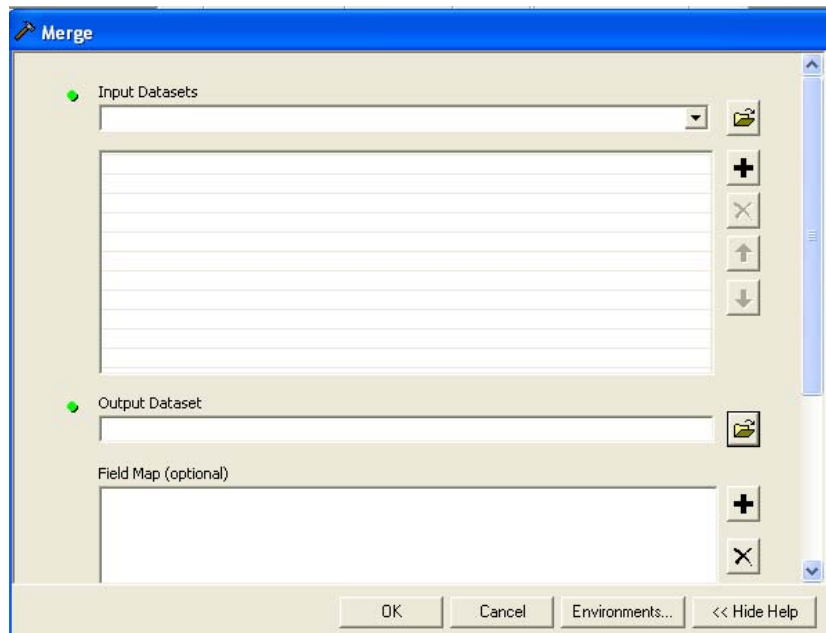 Merge
Input Datasets
Output Dataset
Field Map (optional)
OK Cancel Environments... << Hide Help